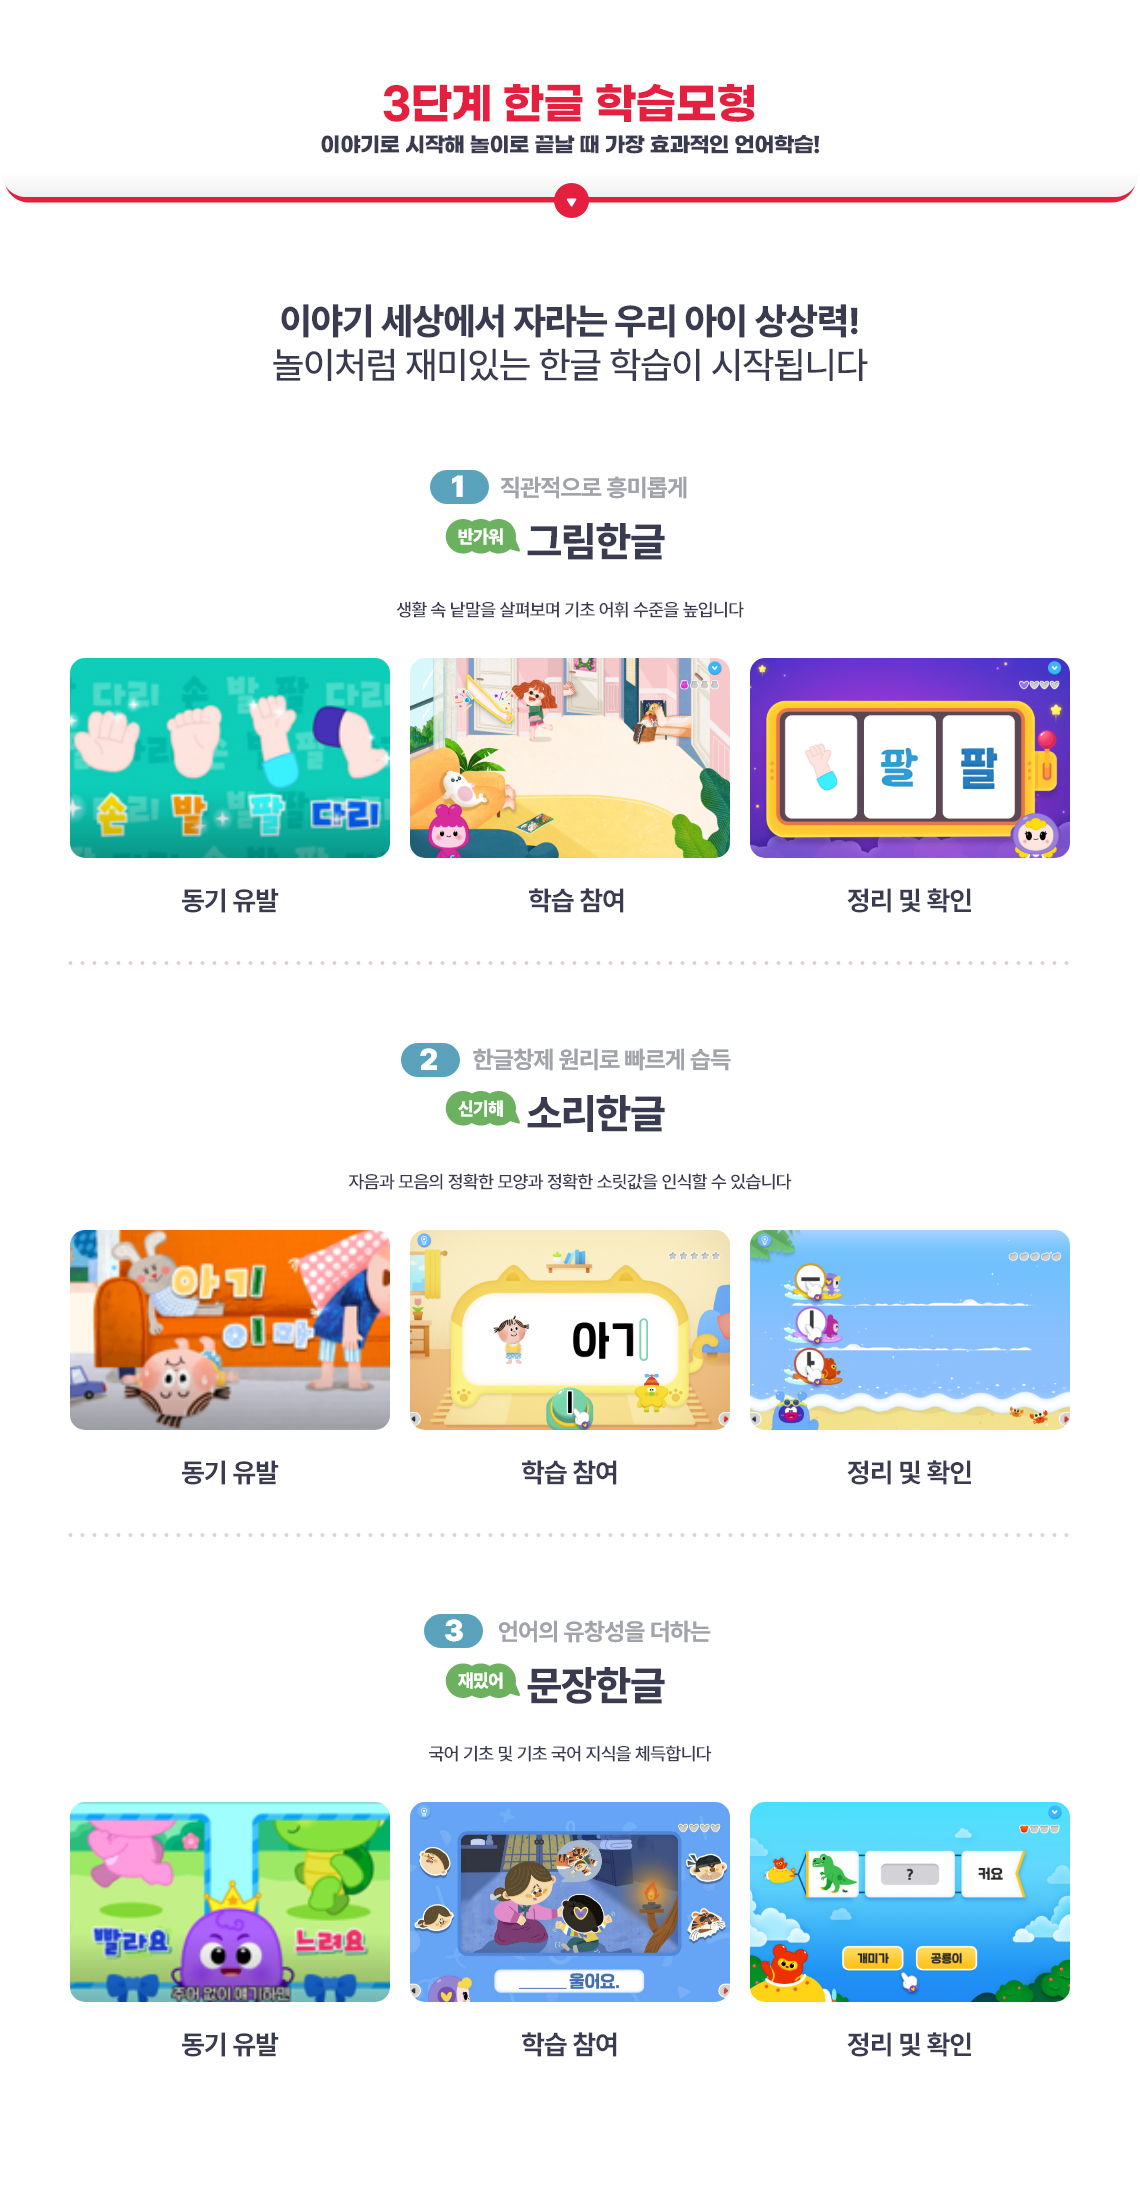 3단계 한글 학습모형
이야기로 시작해 놀이로 끝날 때 가장 효과적인 언어학습!
이야기 세상에서 자라는 우리 아이 상상력!
놀이처럼 재미있는 한글 학습이 시작됩니다
1 직관적으로 흥미롭게
반가워 그림한글
생활 속 낱말을 살펴보며 기초 어휘 수준을 높입니다
다리 손 발 팔
손 발 팔 다리
팔 팔
동기 유발 학습 참여 정리 및 확인
2 한글창제 원리로 빠르게 습득
신기해 소리한글
자음과 모음의 정확한 모양과 정확한 소릿값을 인식할 수 있습니다
아기
이마
아기
ㅣ
ㅡ
ㅣ
ㅏ
동기 유발 학습 참여 정리 및 확인
3 언어의 유창성을 더하는
재밌어 문장한글
국어 기초 및 기초 국어 지식을 체득합니다
빨라요 느려요
주어 없이 얘기하면
울어요.
? 커요
개미가 공룡이
동기 유발 학습 참여 정리 및 확인